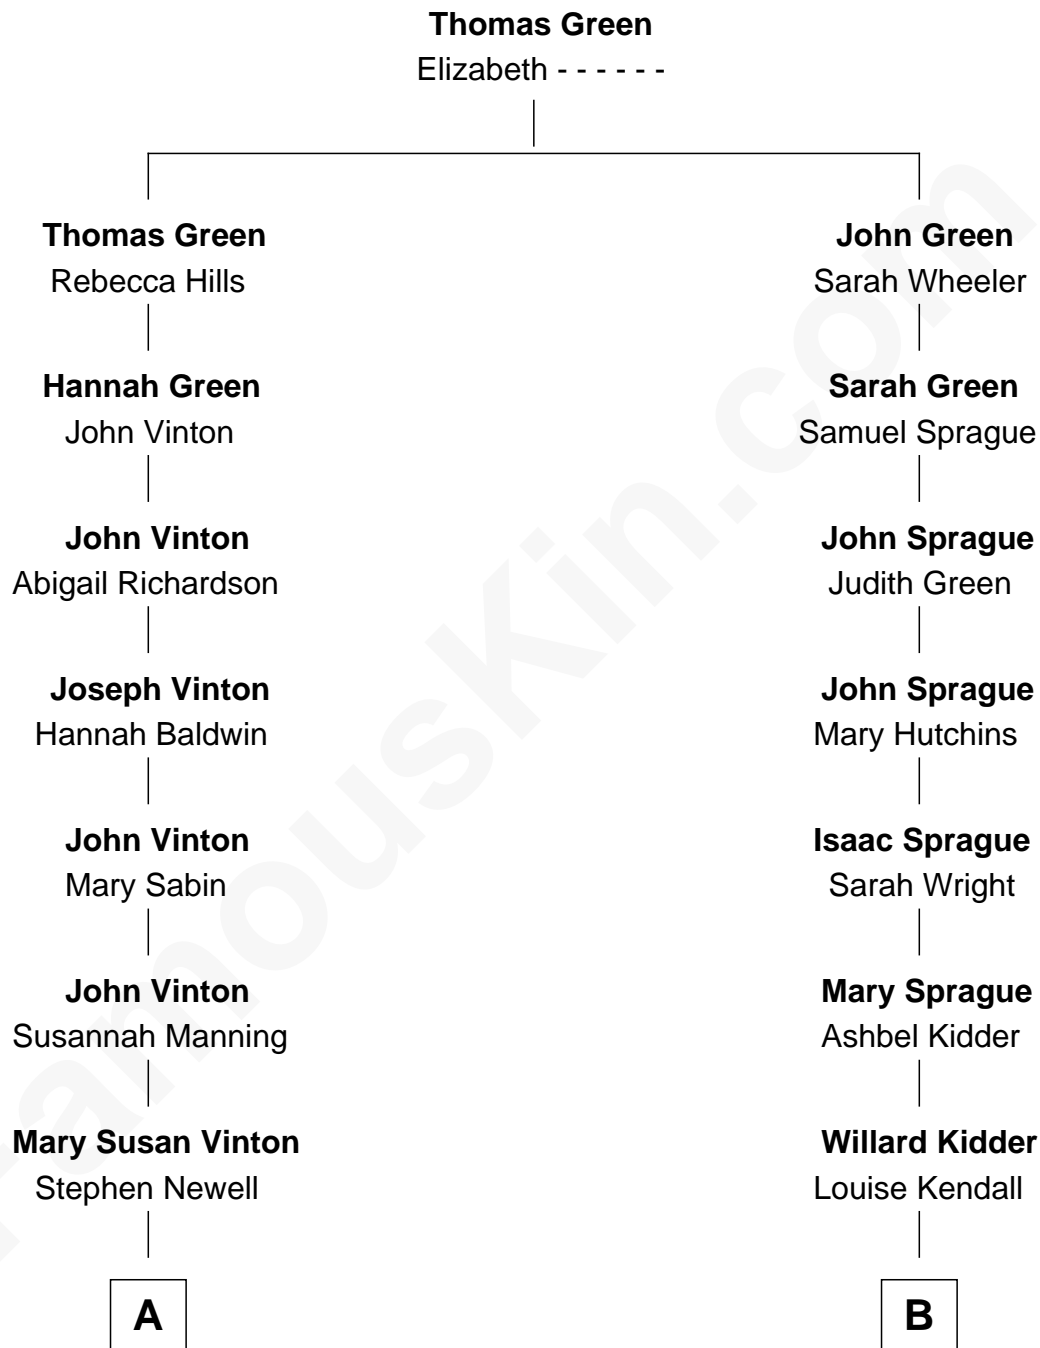 Thomas Green
Elizabeth - - - - - -
Thomas Green
Rebecca Hills
John Green
Sarah Wheeler
Hannah Green
John Vinton
Sarah Green
Samuel Sprague
John Vinton
Abigail Richardson
John Sprague
Judith Green
Joseph Vinton
Hannah Baldwin
John Sprague
Mary Hutchins
John Vinton
Mary Sabin
Isaac Sprague
Sarah Wright
John Vinton
Susannah Manning
Mary Sprague
Ashbel Kidder
Mary Susan Vinton
Stephen Newell
Willard Kidder
Louise Kendall
A
B
FamousKin.com